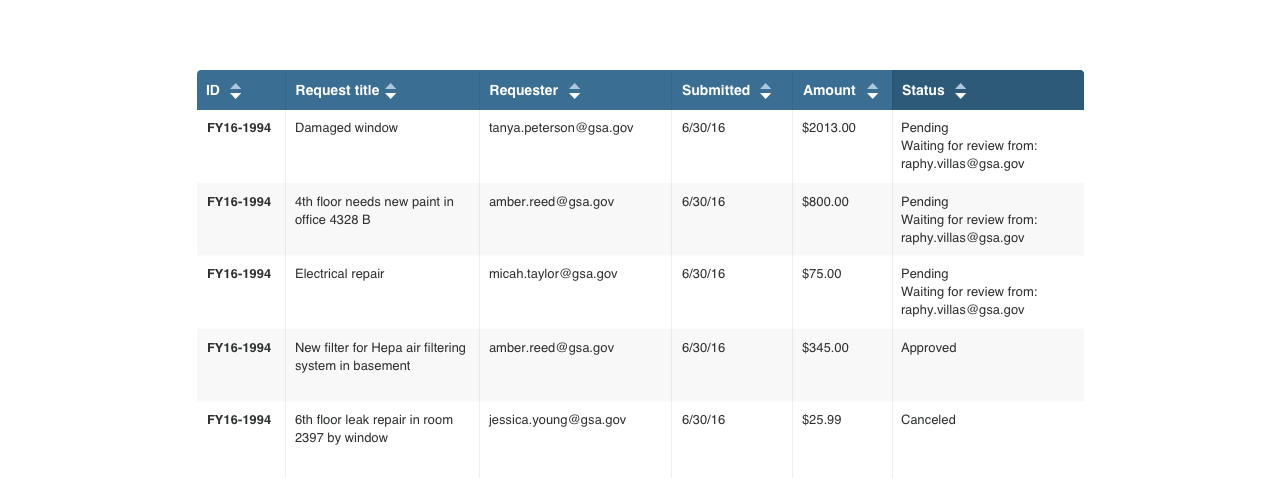 ID Request title Requester Submitted Amount Status
FY16-1994 Damaged window tanya.peterson@gsa.gov 6/30/16 $2013.00 Pending
Waiting for review from:
raphy.villas@gsa.gov
FY16-1994 4th floor needs new paint in amber.reed@gsa.gov 6/30/16 $800.00 Pending
office 4328 B Waiting for review from:
raphy.villas@gsa.gov
FY16-1994 Electrical repair micah.taylor@gsa.gov 6/30/16 $75.00 Pending
Waiting for review from:
raphy.villas@gsa.gov
FY16-1994 New filter for Hepa air filtering amber.reed@gsa.gov 6/30/16 $345.00 Approved
system in basement
FY16-1994 6th floor leak repair in room jessica.young@gsa.gov 6/30/16 $25.99 Canceled
2397 by window